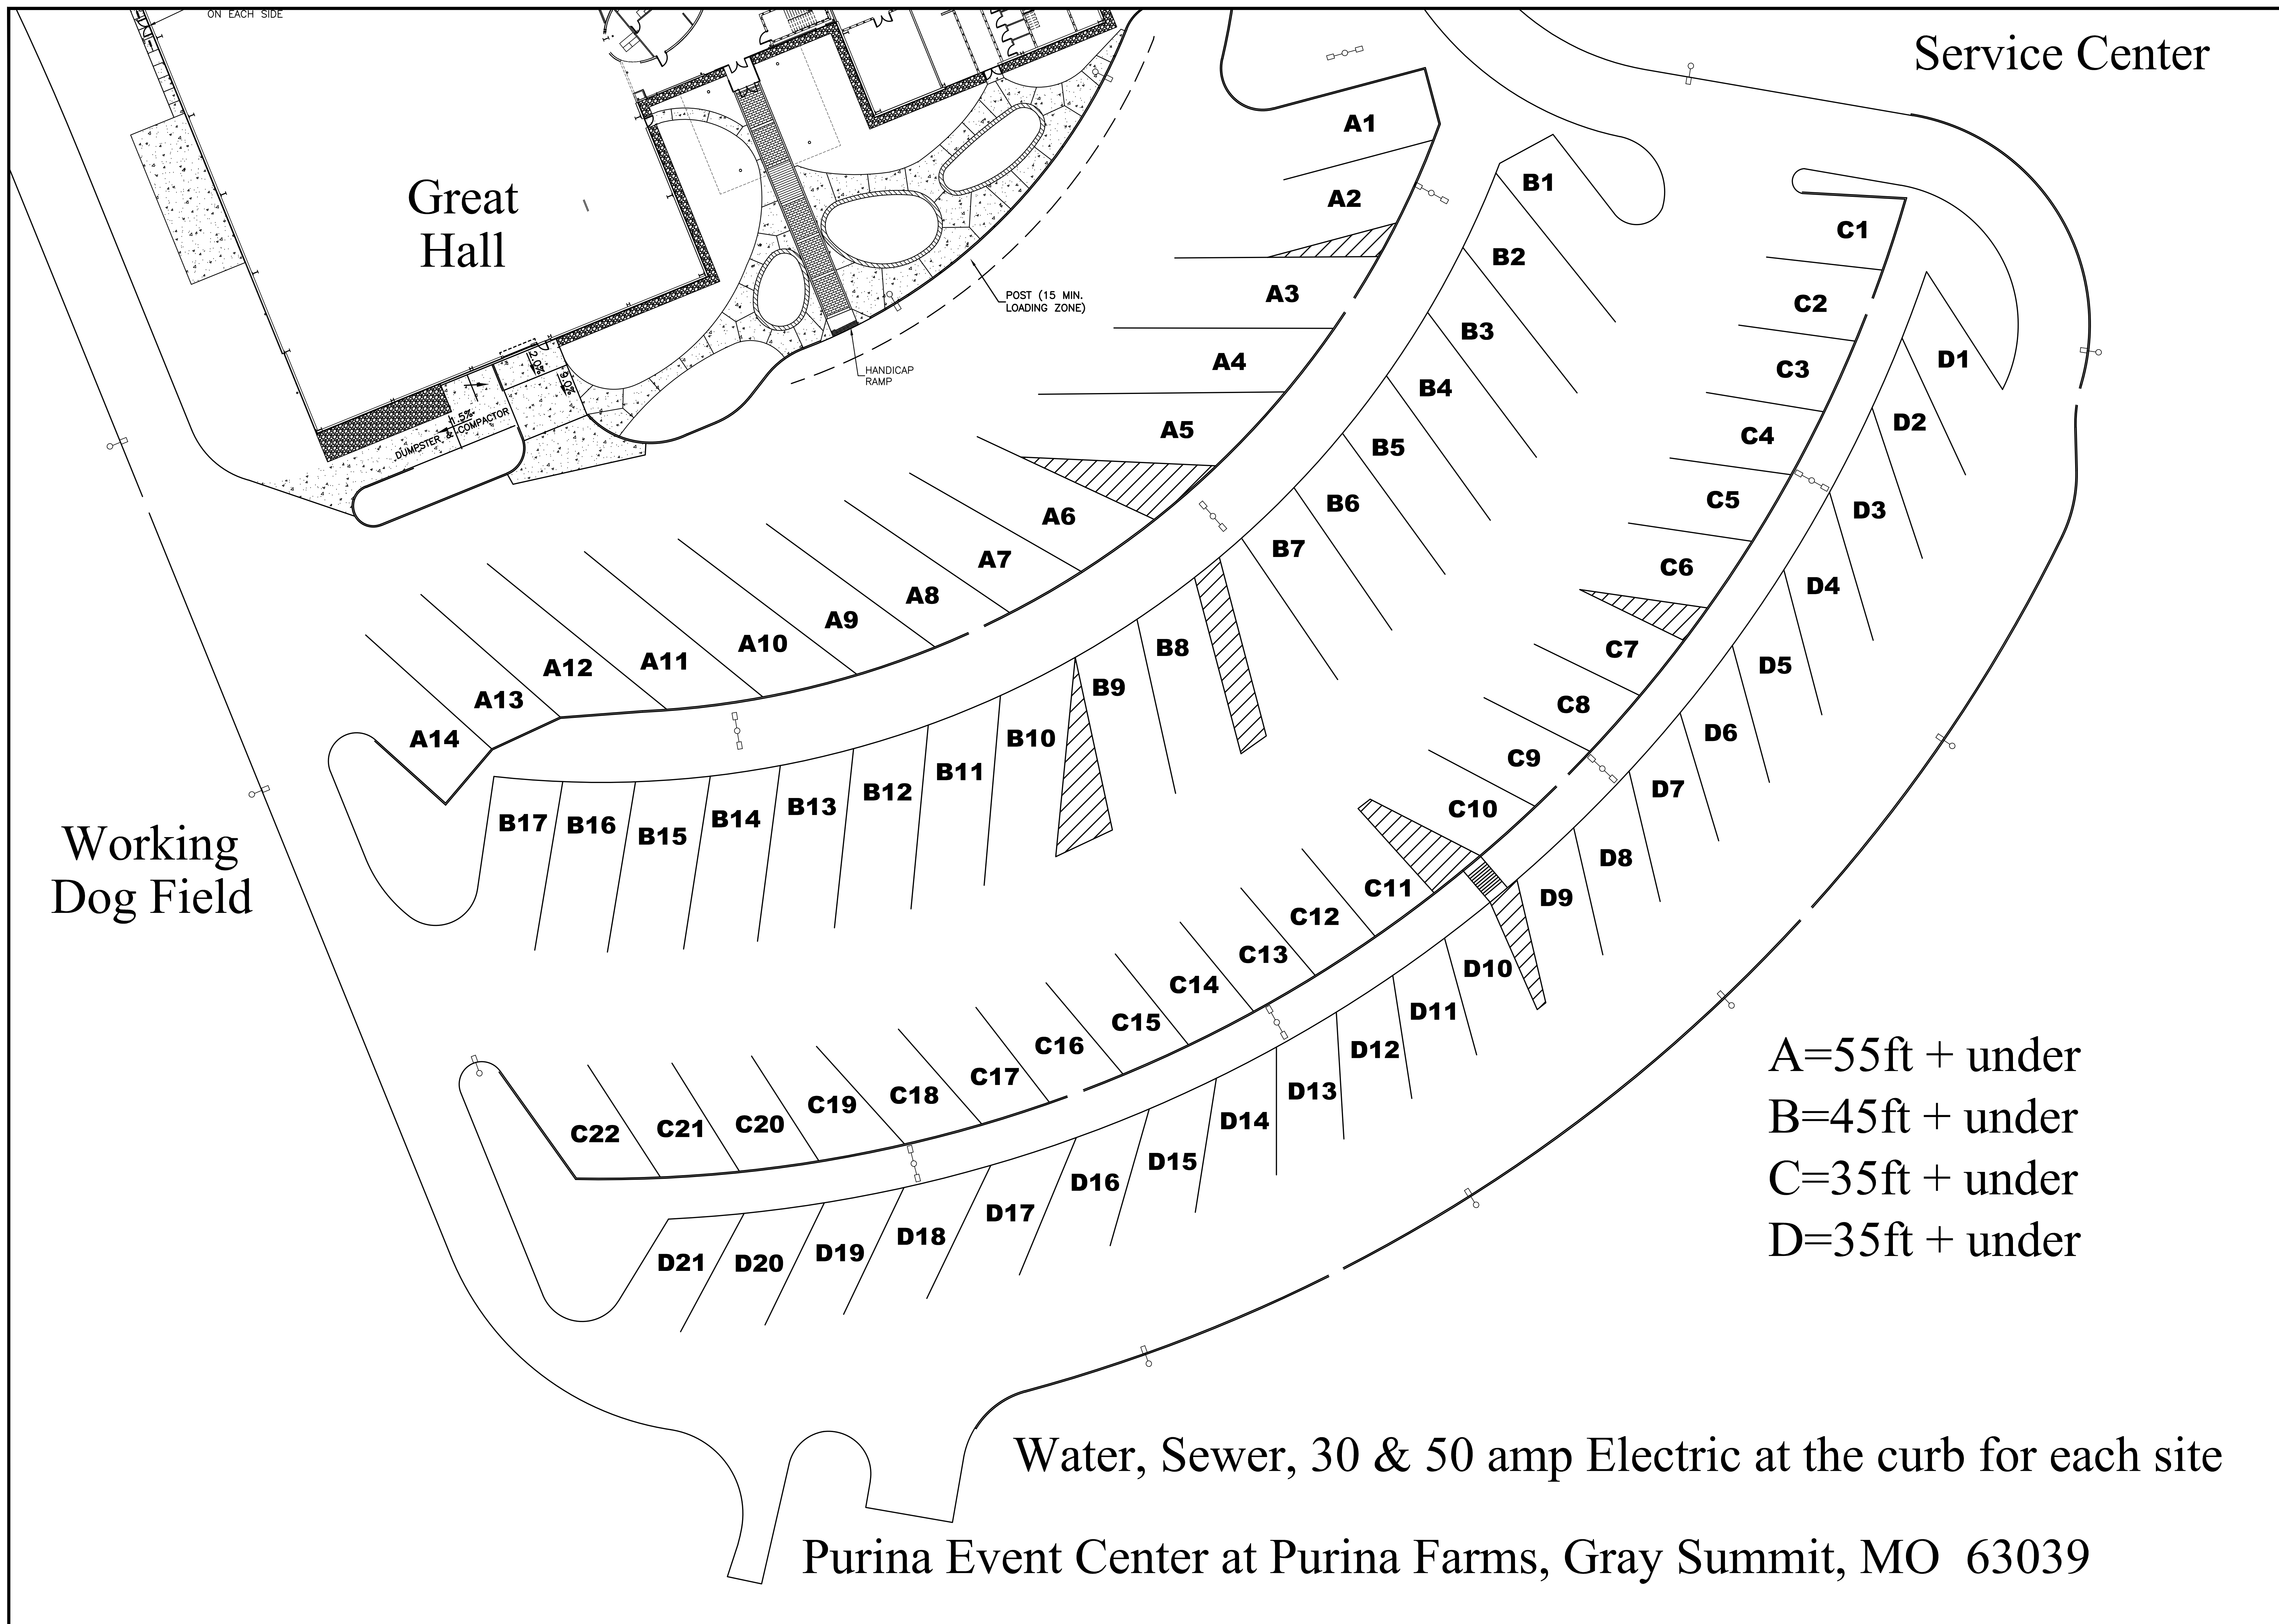 ON EACH SIDE
Service Center
Great
Hall
POST (15 MIN.
LOADING ZONE)
HANDICAP
RAMP
2.0%
9.0%
1.5%
DUMPSTER & COMPACTOR
A1
A2
A3
A4
A5
A6
A7
A8
A9
A10
A11
A12
A13
A14
B1
B2
B3
B4
B5
B6
B7
B8
B9
B10
B11
B12
B13
B14
B15
B16
B17
C1
C2
C3
C4
C5
C6
C7
C8
C9
C10
C11
C12
C13
C14
C15
C16
C17
C18
C19
C20
C21
C22
D1
D2
D3
D4
D5
D6
D7
D8
D9
D10
D11
D12
D13
D14
D15
D16
D17
D18
D19
D20
D21
Working
Dog Field
A=55ft + under
B=45ft + under
C=35ft + under
D=35ft + under
Water, Sewer, 30 & 50 amp Electric at the curb for each site
Purina Event Center at Purina Farms, Gray Summit, MO 63039